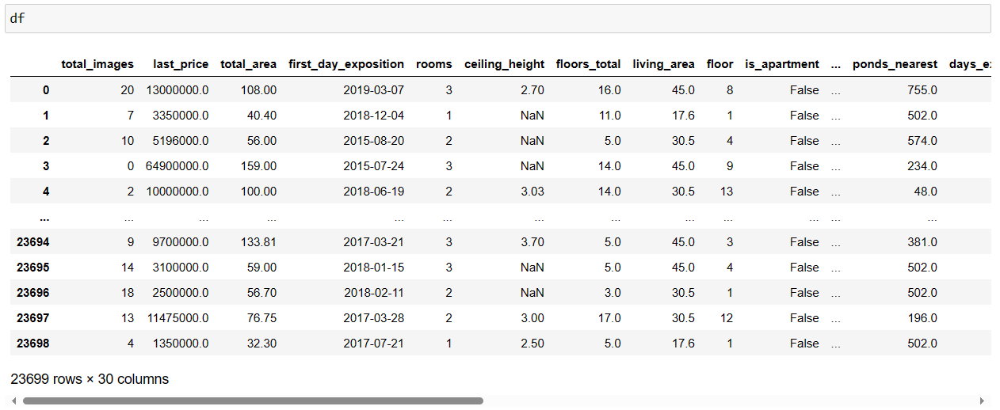 df
total_images last_price total_area first_day_exposition rooms ceiling_height floors_total living_area floor is_apartment ... ponds_nearest days_ex
0 20 13000000.0 108.00 2019-03-07 3 2.70 16.0 45.0 8 False ... 755.0
1 7 3350000.0 40.40 2018-12-04 1 NaN 11.0 17.6 1 False ... 502.0
2 10 5196000.0 56.00 2015-08-20 2 NaN 5.0 30.5 4 False ... 574.0
3 0 64900000.0 159.00 2015-07-24 3 NaN 14.0 45.0 9 False ... 234.0
4 2 10000000.0 100.00 2018-06-19 2 3.03 14.0 30.5 13 False ... 48.0
... ... ... ... ... ... ... ... ... ... ... ... ...
23694 9 9700000.0 133.81 2017-03-21 3 3.70 5.0 45.0 3 False ... 381.0
23695 14 3100000.0 59.00 2018-01-15 3 NaN 5.0 45.0 4 False ... 502.0
23696 18 2500000.0 56.70 2018-02-11 2 NaN 3.0 30.5 1 False ... 502.0
23697 13 11475000.0 76.75 2017-03-28 2 3.00 17.0 30.5 12 False ... 196.0
23698 4 1350000.0 32.30 2017-07-21 1 2.50 5.0 17.6 1 False ... 502.0
23699 rows × 30 columns